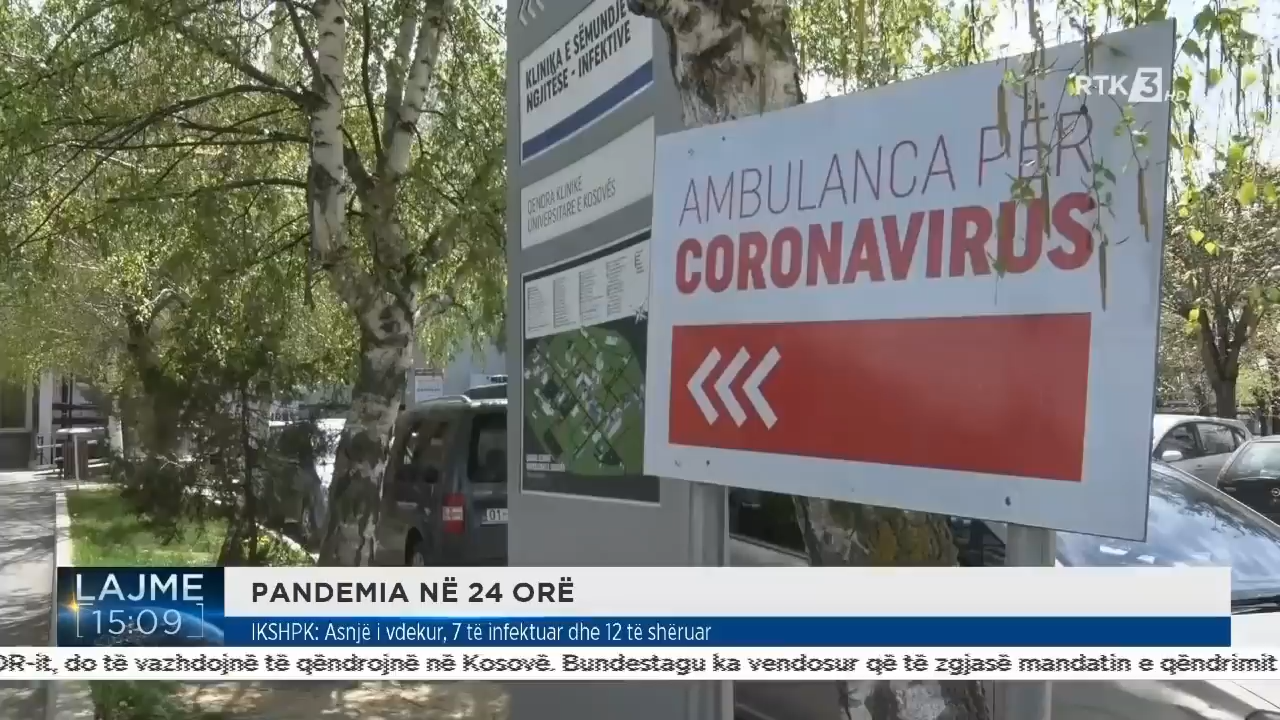 KLINIKA E SËMUNDJE
NGJITËSE - INFEKTIVE
QENDRA KLINIKE
UNIVERSITARE E KOSOVËS
RTK 3 HD
AMBULANCA PËR
CORONAVIRUS
01-
LAJME
15:09
PANDEMIA NË 24 ORË
IKSHPK: Asnjë i vdekur, 7 të infektuar dhe 12 të shëruar
OR-it, do të vazhdojnë të qëndrojnë në Kosovë. Bundestagu ka vendosur që të zgjasë mandatin e qëndrimit